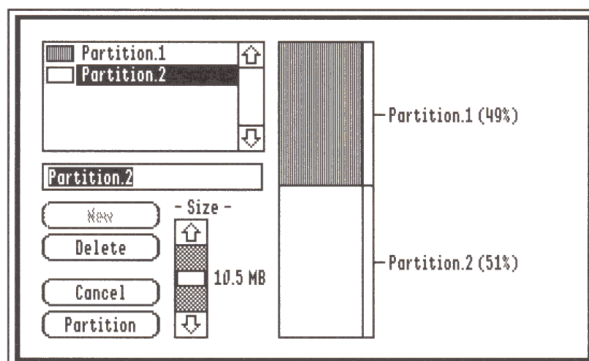 Partition.1
Partition.2
Partition.2
New
Delete
Cancel
Partition
- Size -
10.5 MB
Partition.1 (49%)
Partition.2 (51%)